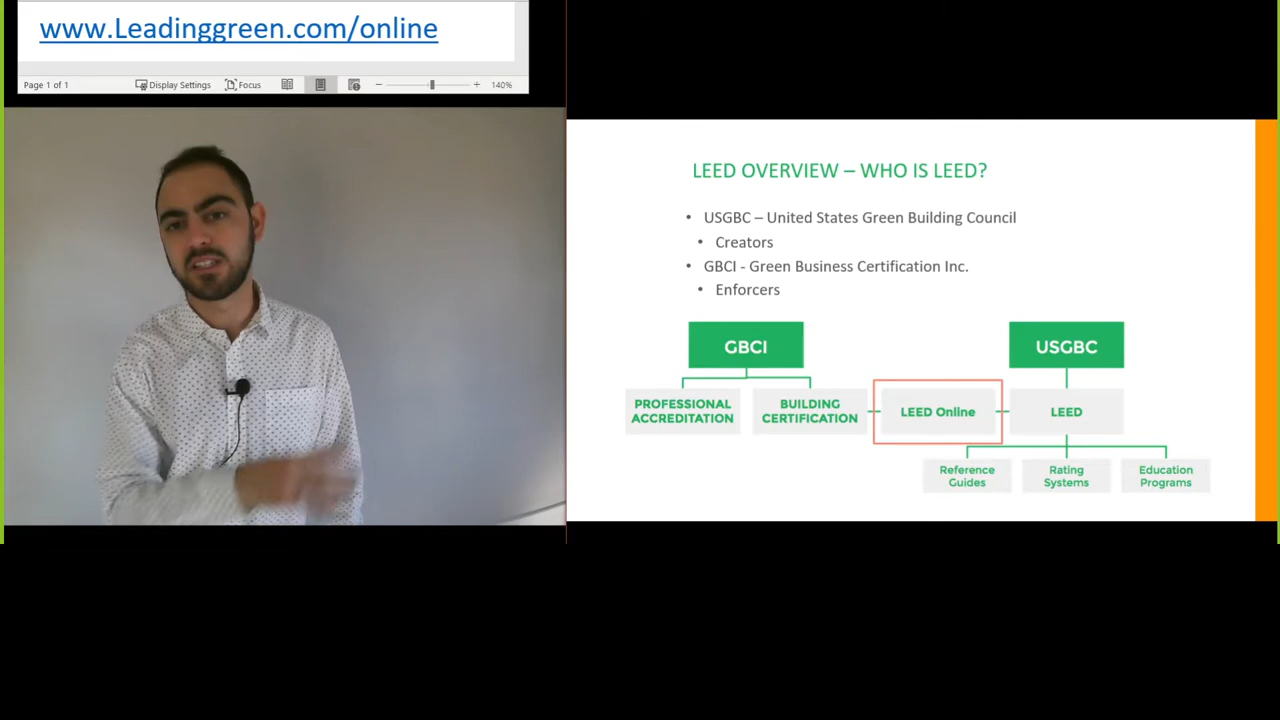 www.Leadinggreen.com/online
Page 1 of 1
Display Settings
Focus
140%
LEED OVERVIEW – WHO IS LEED?
• USGBC – United States Green Building Council
• Creators
• GBCI - Green Business Certification Inc.
• Enforcers
GBCI
USGBC
PROFESSIONAL
ACCREDITATION
BUILDING
CERTIFICATION
LEED Online
LEED
Reference
Guides
Rating
Systems
Education
Programs